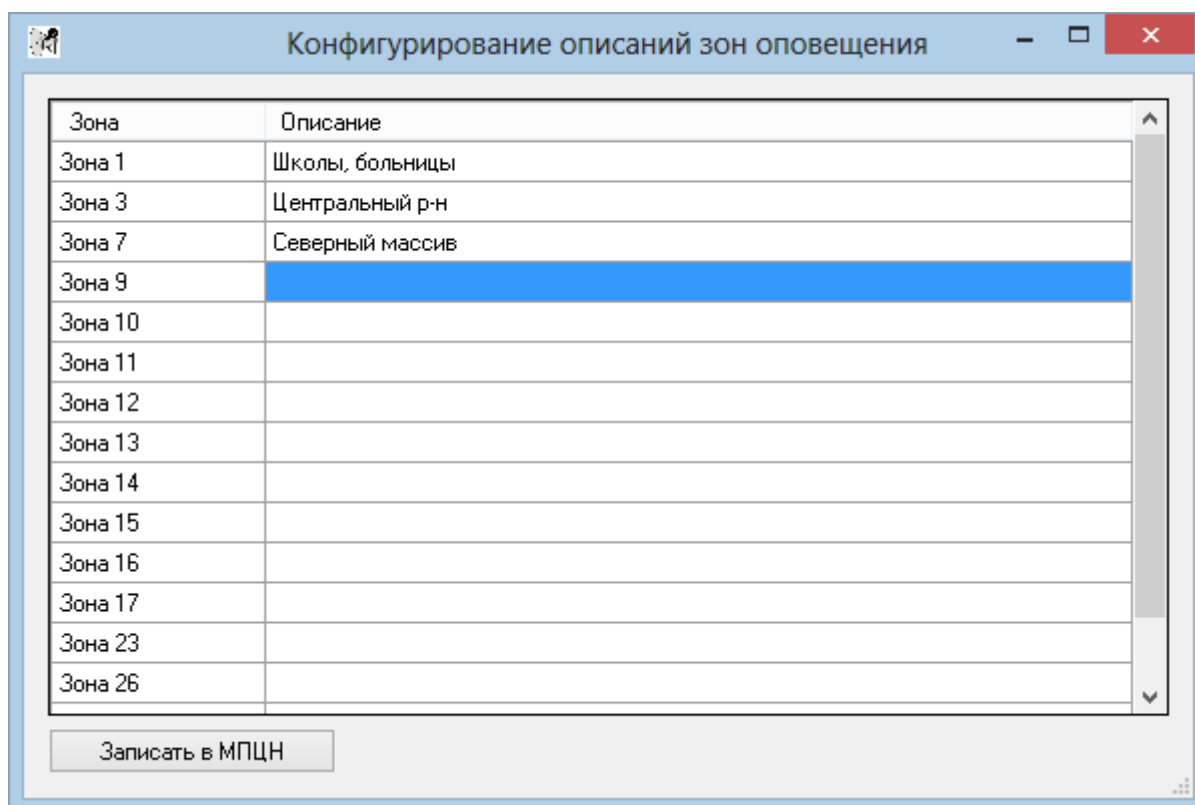 Конфигурирование описаний зон оповещения
Зона Описание
Зона 1 Школы, больницы
Зона 3 Центральный р-н
Зона 7 Северный массив
Зона 9
Зона 10
Зона 11
Зона 12
Зона 13
Зона 14
Зона 15
Зона 16
Зона 17
Зона 23
Зона 26
Записать в МПЦН